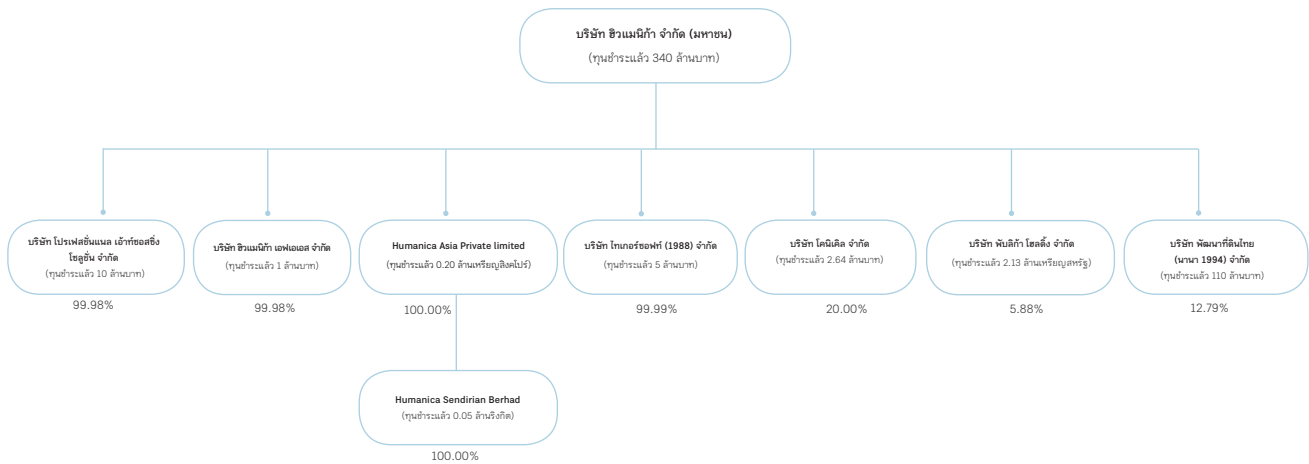 บริษัท ฮิวแมนิก้า จำกัด (มหาชน)
(ทุนชำระแล้ว 340 ล้านบาท)
บริษัท โปรเฟสชั่นแนล เอ้าท์ซอสซิ่ง
โซลูชั่น จำกัด
(ทุนชำระแล้ว 10 ล้านบาท)
99.98%
บริษัท ฮิวแมนิก้า เอฟเอเอส จำกัด
(ทุนชำระแล้ว 1 ล้านบาท)
99.98%
Humanica Asia Private limited
(ทุนชำระแล้ว 0.20 ล้านเหรียญสิงคโปร์)
100.00%
บริษัท ไทเกอร์ซอฟท์ (1988) จำกัด
(ทุนชำระแล้ว 5 ล้านบาท)
99.99%
บริษัท โคนิเคิล จำกัด
(ทุนชำระแล้ว 2.64 ล้านบาท)
20.00%
บริษัท พับลิก้า โฮลดิ้ง จำกัด
(ทุนชำระแล้ว 2.13 ล้านเหรียญสหรัฐ)
5.88%
บริษัท พัฒนาที่ดินไทย
(นานา 1994) จำกัด
(ทุนชำระแล้ว 110 ล้านบาท)
12.79%
Humanica Sendirian Berhad
(ทุนชำระแล้ว 0.05 ล้านริงกิต)
100.00%